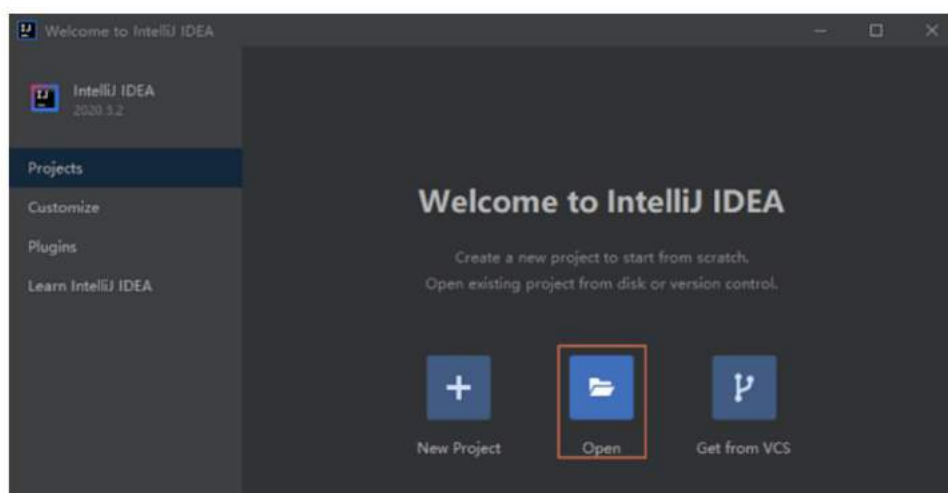 Welcome to IntelliJ IDEA
IntelliJ IDEA
2020.3.2
Projects
Customize
Plugins
Learn IntelliJ IDEA
Welcome to IntelliJ IDEA
Create a new project to start from scratch.
Open existing project from disk or version control.
New Project
Open
Get from VCS